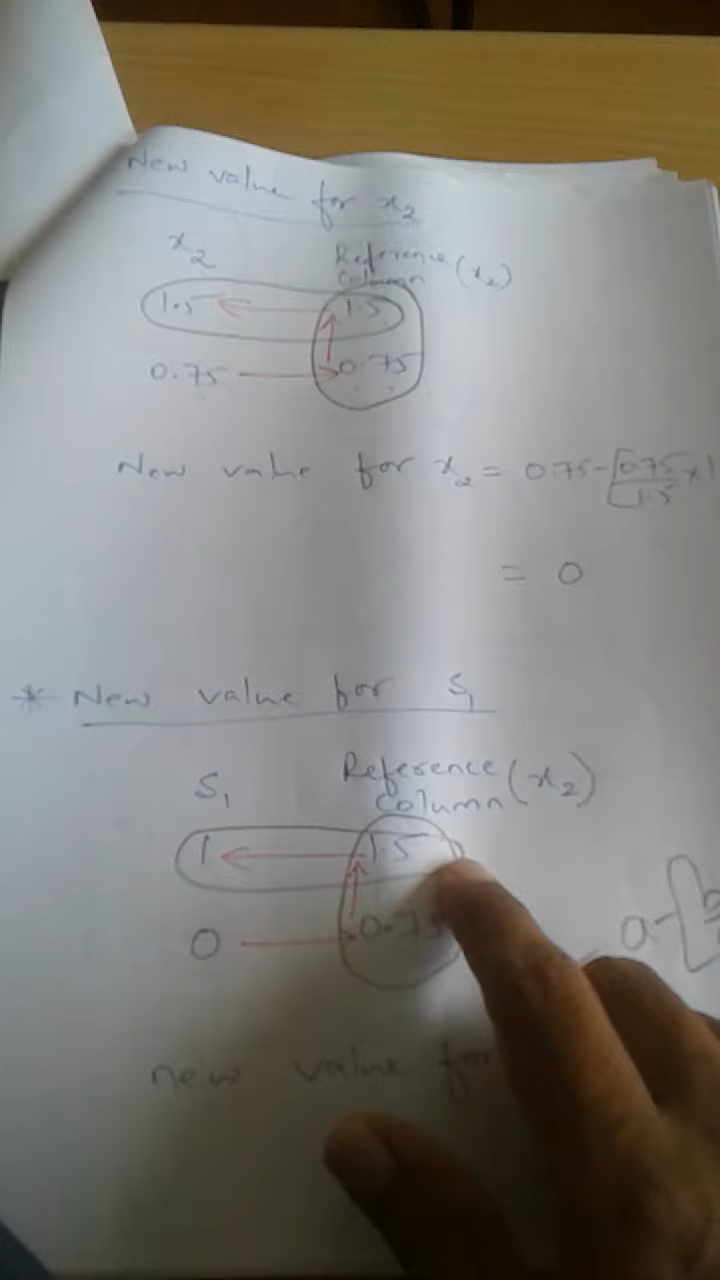 New value for x₂
x₂ Reference column (x₂)
1.5 1.5
0.75 0.75
New value for x₂ = 0.75 - [0.75/1.5 ×
= 0
* New value for S₁
S₁ Reference column (x₂)
1 1.5
0 0.75
a - [b
new value for